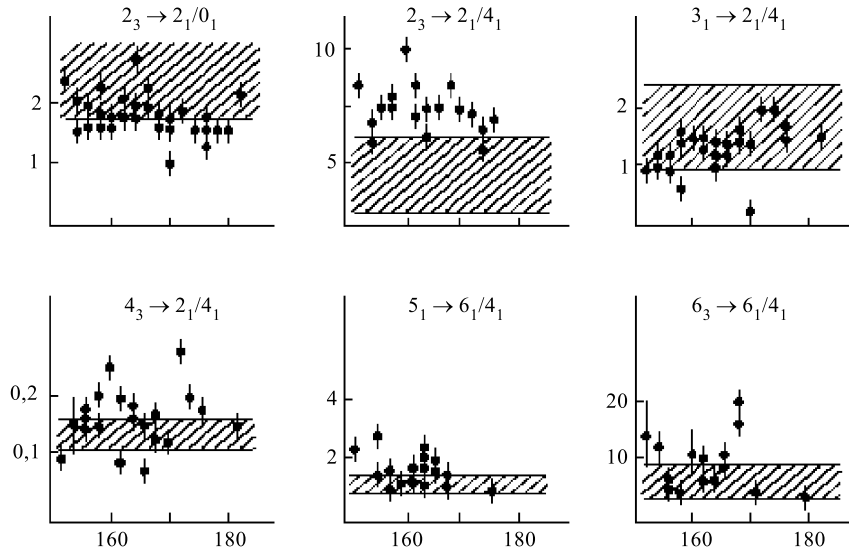 2₃ → 2₁/0₁
2
1
2₃ → 2₁/4₁
10
5
3₁ → 2₁/4₁
2
1
4₃ → 2₁/4₁
0,2
0,1
160 180
5₁ → 6₁/4₁
4
2
160 180
6₃ → 6₁/4₁
20
10
160 180